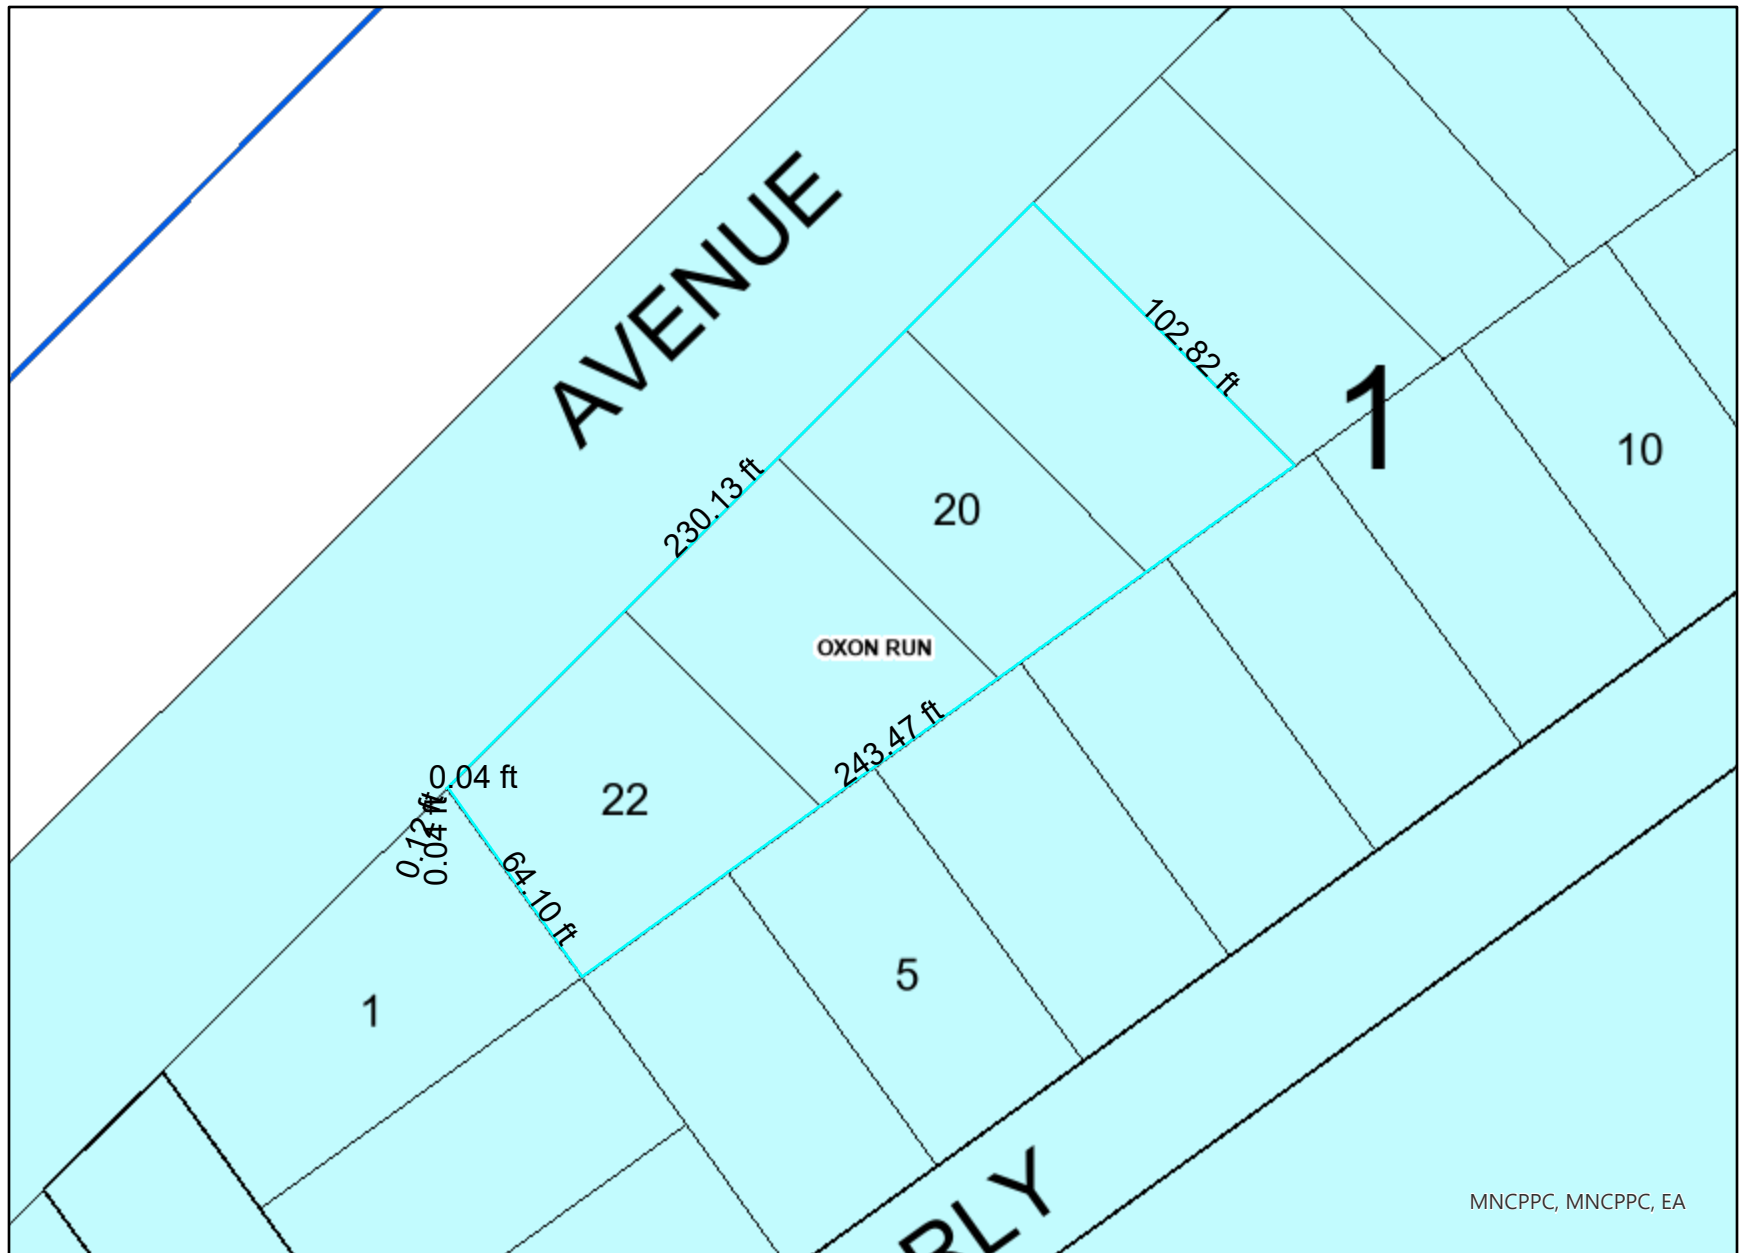 AVENUE
102.82 ft
1
10
230.13 ft
20
OXON RUN
243.47 ft
0.04 ft
0.12 ft
0.04 ft
22
64.10 ft
5
1
RLY
MNCPPC, MNCPPC, EA